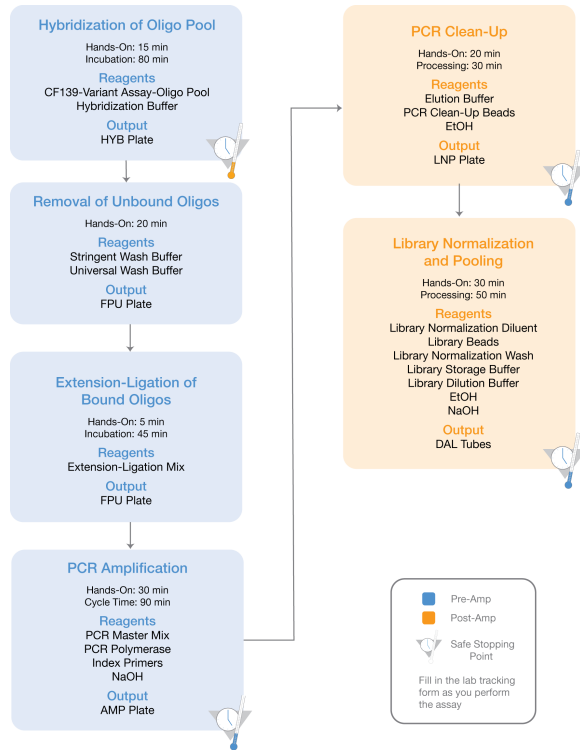 Hybridization of Oligo Pool
Hands-On: 15 min
Incubation: 80 min
Reagents
CF139-Variant Assay-Oligo Pool
Hybridization Buffer
Output
HYB Plate
Removal of Unbound Oligos
Hands-On: 20 min
Reagents
Stringent Wash Buffer
Universal Wash Buffer
Output
FPU Plate
Extension-Ligation of
Bound Oligos
Hands-On: 5 min
Incubation: 45 min
Reagents
Extension-Ligation Mix
Output
FPU Plate
PCR Amplification
Hands-On: 30 min
Cycle Time: 90 min
Reagents
PCR Master Mix
PCR Polymerase
Index Primers
NaOH
Output
AMP Plate
PCR Clean-Up
Hands-On: 20 min
Processing: 30 min
Reagents
Elution Buffer
PCR Clean-Up Beads
EtOH
Output
LNP Plate
Library Normalization
and Pooling
Hands-On: 30 min
Processing: 50 min
Reagents
Library Normalization Diluent
Library Beads
Library Normalization Wash
Library Storage Buffer
Library Dilution Buffer
EtOH
NaOH
Output
DAL Tubes
Pre-Amp
Post-Amp
Safe Stopping
Point
Fill in the lab tracking
form as you perform
the assay